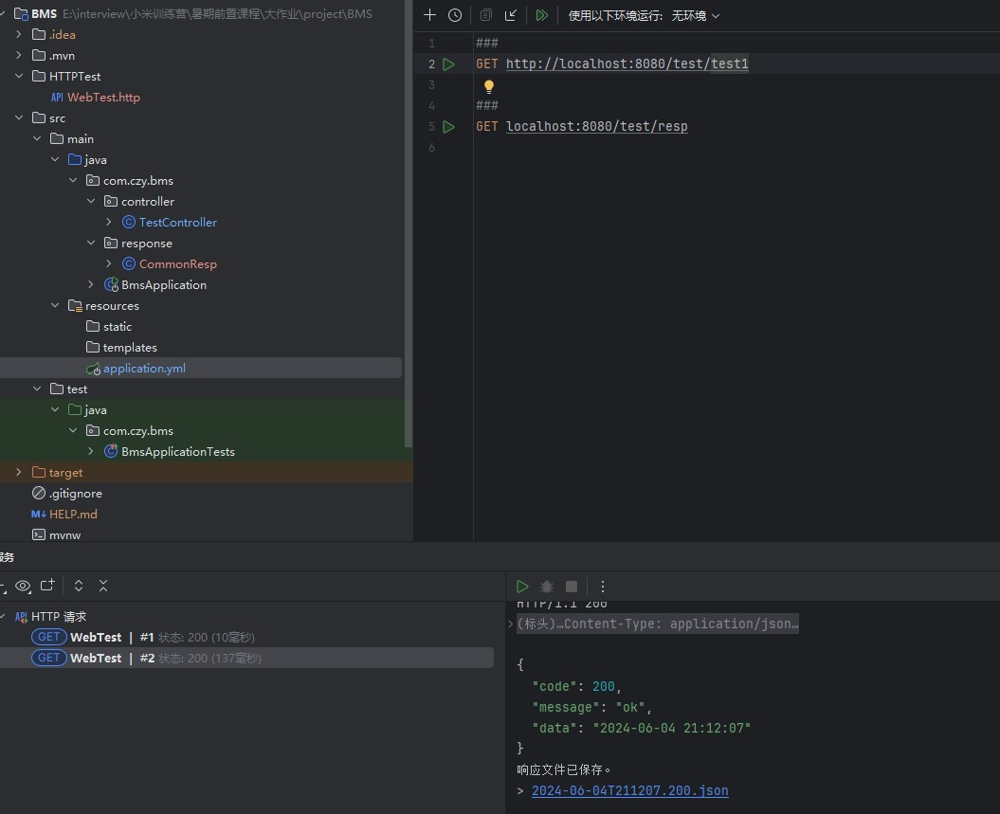 BMS E:\interview\小米训练营\暑期前置课程\大作业\project\BMS
.idea
.mvn
HTTPTest
API WebTest.http
src
main
java
com.czy.bms
controller
TestController
response
CommonResp
BmsApplication
resources
static
templates
application.yml
test
java
com.czy.bms
BmsApplicationTests
target
.gitignore
M↓ HELP.md
mvnw
使用以下环境运行: 无环境
1 ###
2 GET http://localhost:8080/test/test1
3
4 ###
5 GET localhost:8080/test/resp
6
服务
API HTTP 请求
GET WebTest | #1 状态: 200 (10毫秒)
GET WebTest | #2 状态: 200 (137毫秒)
HTTP/1.1 200
(标头)…Content-Type: application/json…
{
"code": 200,
"message": "ok",
"data": "2024-06-04 21:12:07"
}
响应文件已保存。
> 2024-06-04T211207.200.json